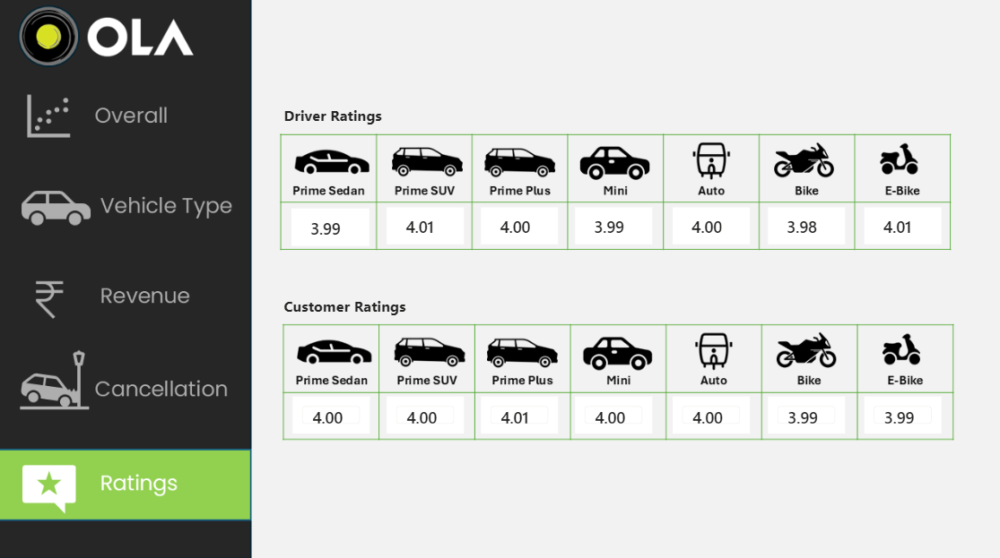 OLA
Overall
Vehicle Type
Revenue
Cancellation
Ratings
Driver Ratings
Prime Sedan Prime SUV Prime Plus Mini Auto Bike E-Bike
3.99 4.01 4.00 3.99 4.00 3.98 4.01
Customer Ratings
Prime Sedan Prime SUV Prime Plus Mini Auto Bike E-Bike
4.00 4.00 4.01 4.00 4.00 3.99 3.99